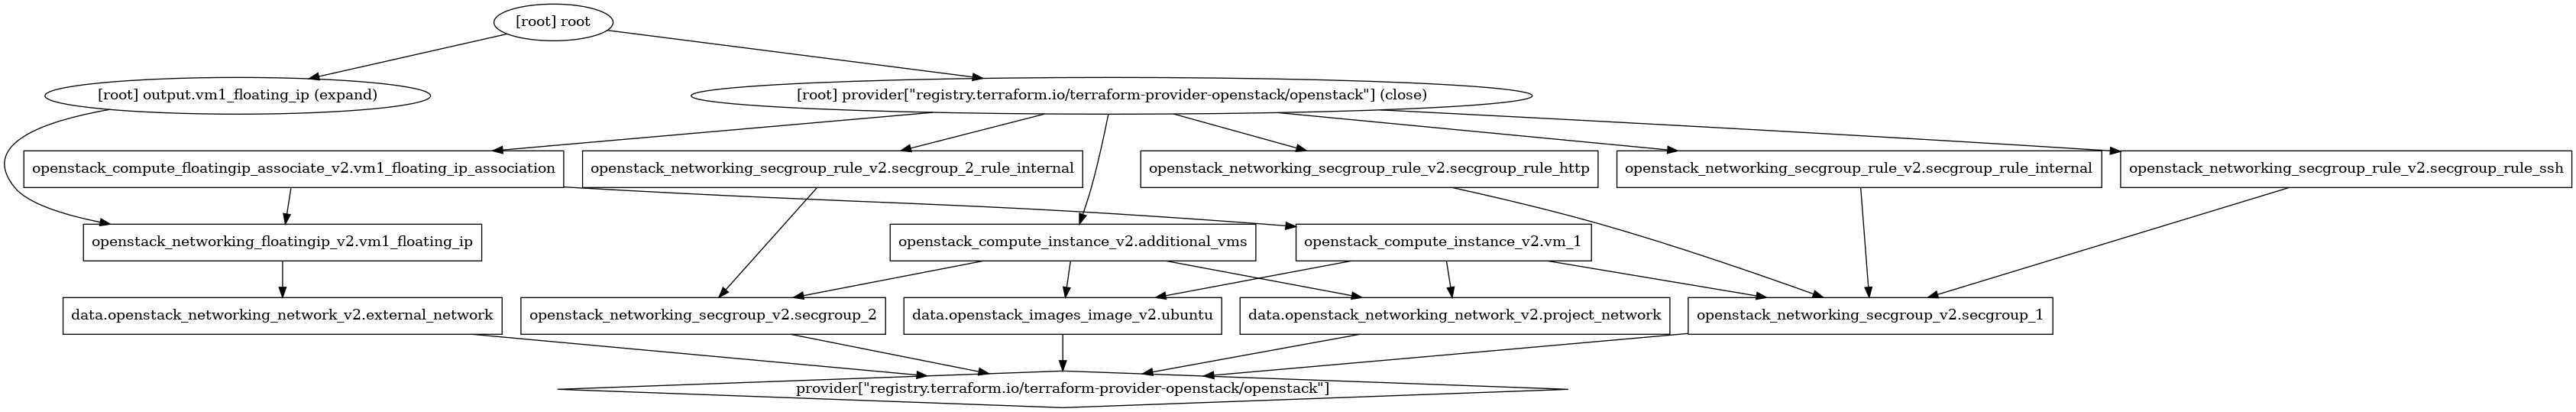 [root] root
[root] output.vm1_floating_ip (expand)
[root] provider[\"registry.terraform.io/terraform-provider-openstack/openstack\"] (close)
openstack_compute_floatingip_associate_v2.vm1_floating_ip_association
openstack_networking_secgroup_rule_v2.secgroup_2_rule_internal
openstack_networking_secgroup_rule_v2.secgroup_rule_http
openstack_networking_secgroup_rule_v2.secgroup_rule_internal
openstack_networking_secgroup_rule_v2.secgroup_rule_ssh
openstack_networking_floatingip_v2.vm1_floating_ip
openstack_compute_instance_v2.additional_vms
openstack_compute_instance_v2.vm_1
data.openstack_networking_network_v2.external_network
openstack_networking_secgroup_v2.secgroup_2
data.openstack_images_image_v2.ubuntu
data.openstack_networking_network_v2.project_network
openstack_networking_secgroup_v2.secgroup_1
provider[\"registry.terraform.io/terraform-provider-openstack/openstack\"]